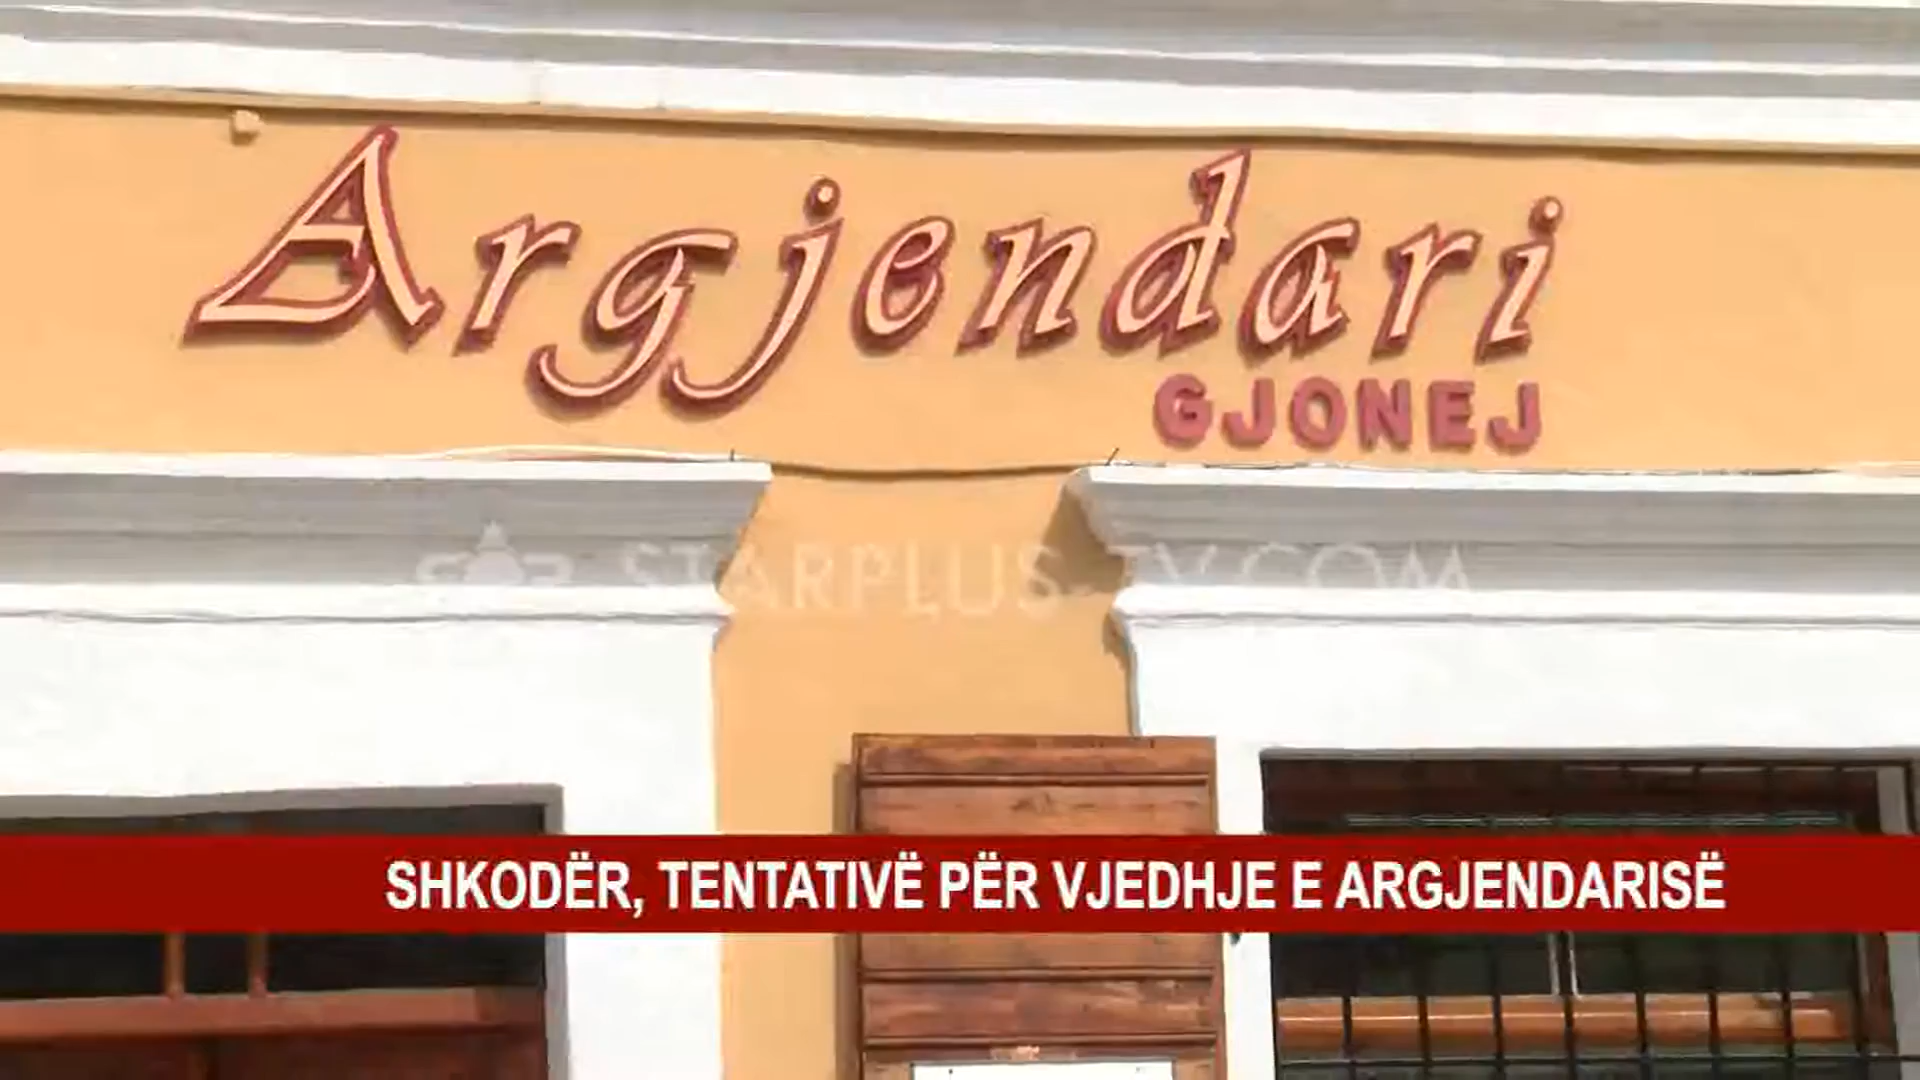 Argjendari
GJONEJ
STARPLUS-TV.COM
SHKODËR, TENTATIVË PËR VJEDHJE E ARGJENDARISË